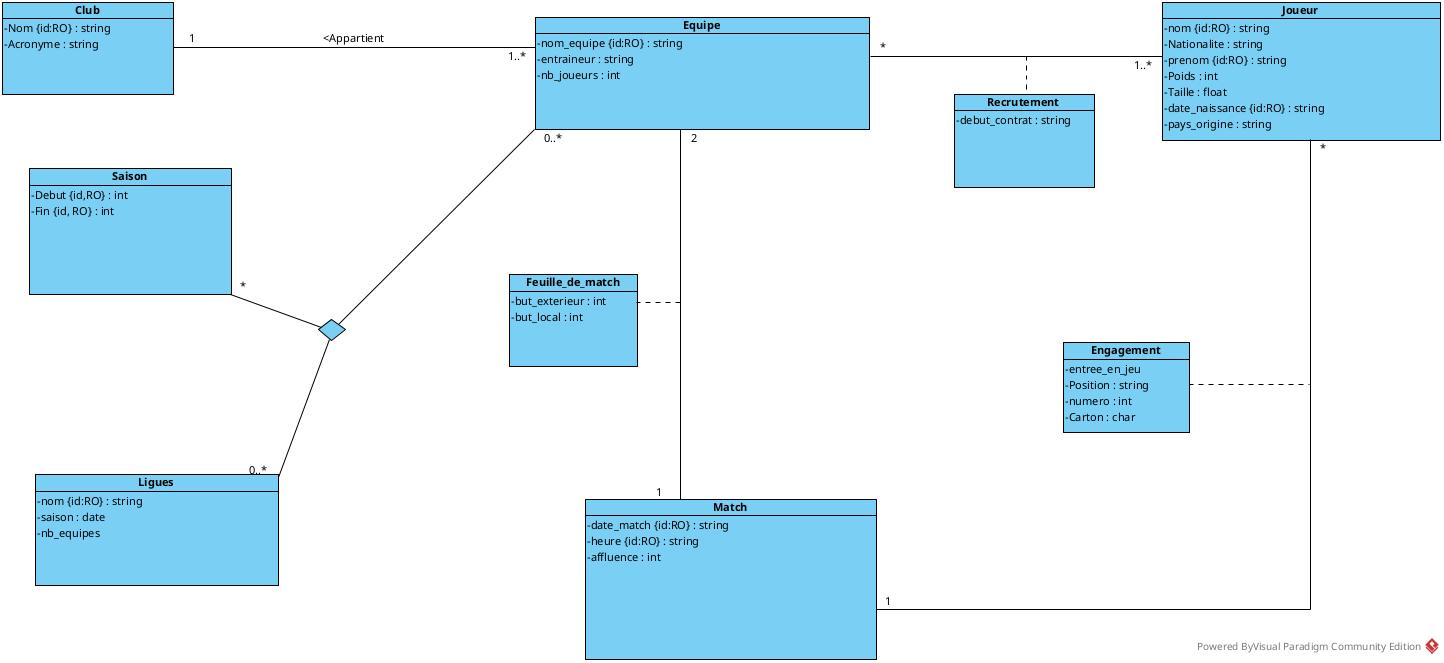 Club
-Nom {id:RO} : string
-Acronyme : string
1
<Appartient
1..*
Equipe
-nom_equipe {id:RO} : string
-entraineur : string
-nb_joueurs : int
*
1..*
Joueur
-nom {id:RO} : string
-Nationalite : string
-prenom {id:RO} : string
-Poids : int
-Taille : float
-date_naissance {id:RO} : string
-pays_origine : string
Recrutement
-debut_contrat : string
0..*
2
*
Saison
-Debut {id,RO} : int
-Fin {id, RO} : int
*
Feuille_de_match
-but_exterieur : int
-but_local : int
Engagement
-entree_en_jeu
-Position : string
-numero : int
-Carton : char
0..*
Ligues
-nom {id:RO} : string
-saison : date
-nb_equipes
1
Match
-date_match {id:RO} : string
-heure {id:RO} : string
-affluence : int
1
Powered ByVisual Paradigm Community Edition